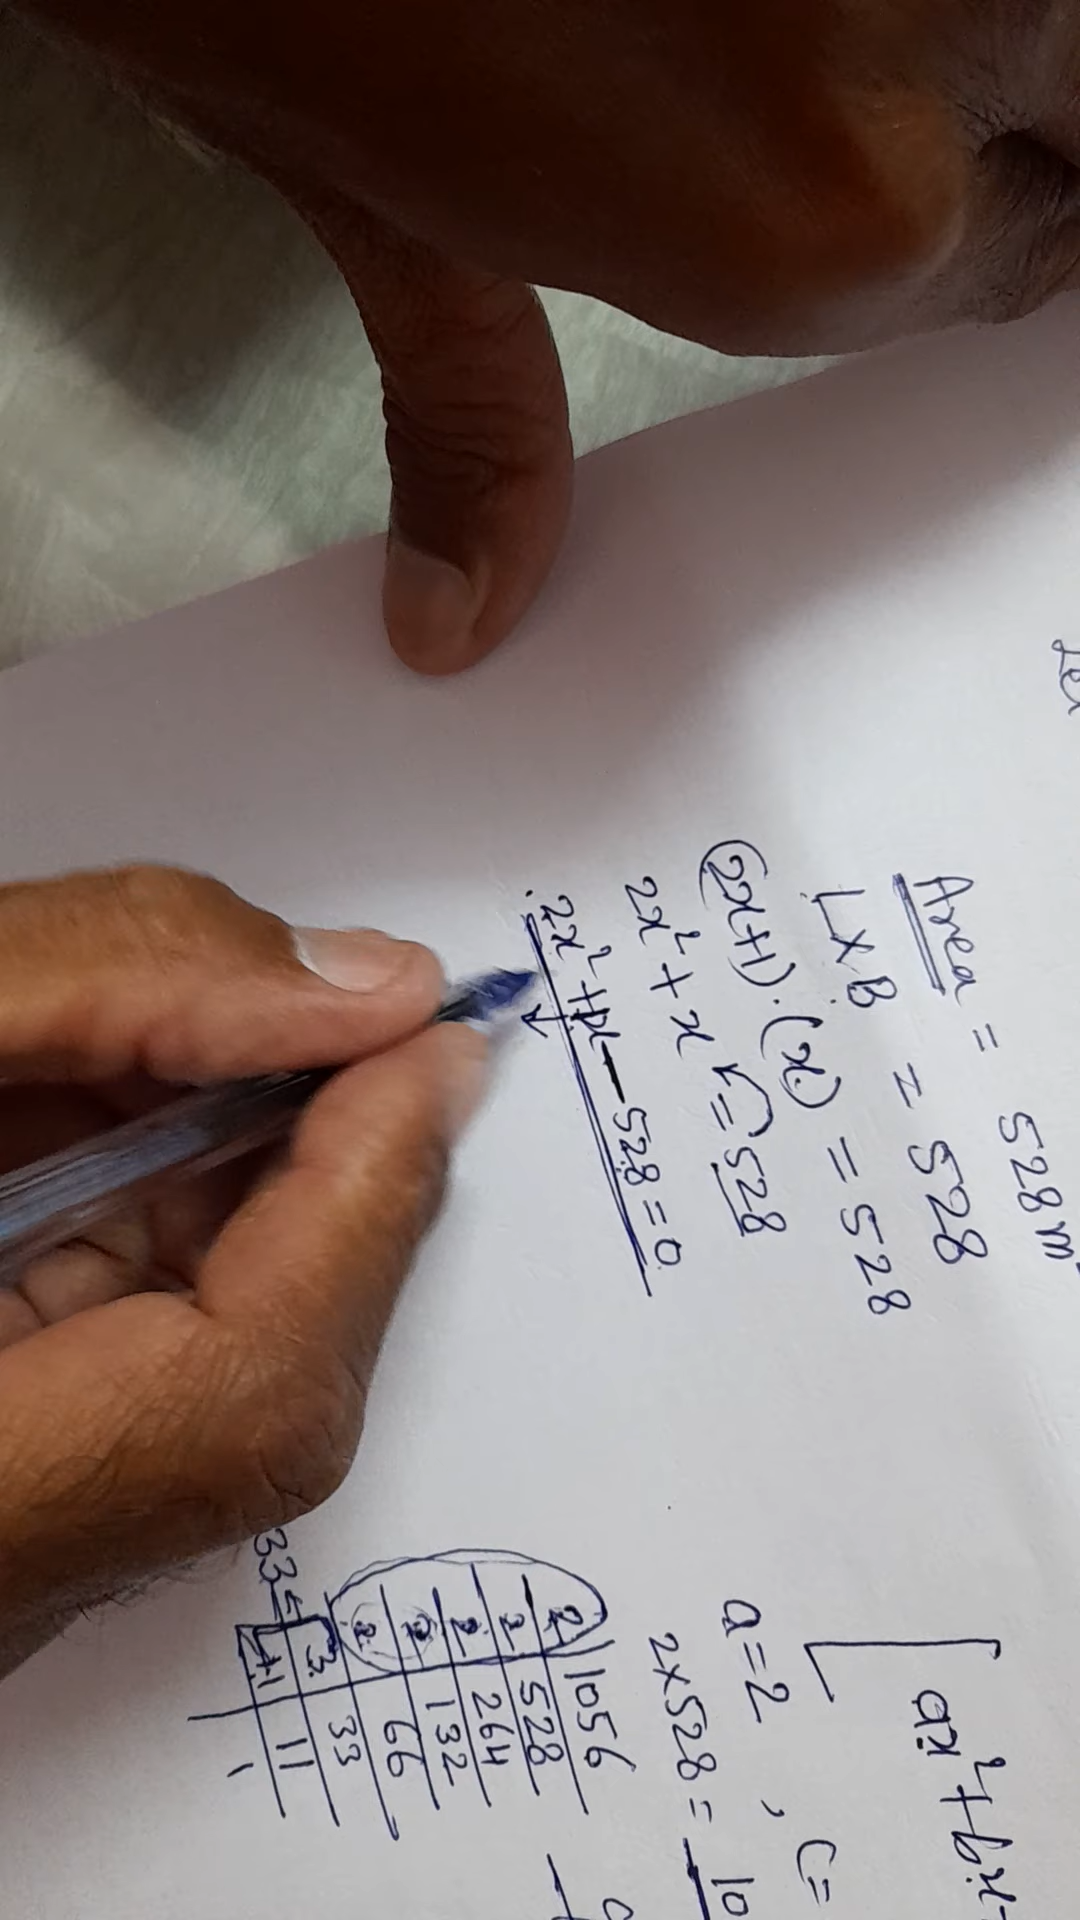 Area = 528 m
L × B = 528
(2x+1).(x) = 528
2x² + x = 528
2x² + 1x - 528 = 0
ax² + bx
a = 2 , C =
2×528 = 10
2 | 1056
2 | 528
2 | 264
2 | 132
2 | 66
3 | 33
11 | 11
1
33